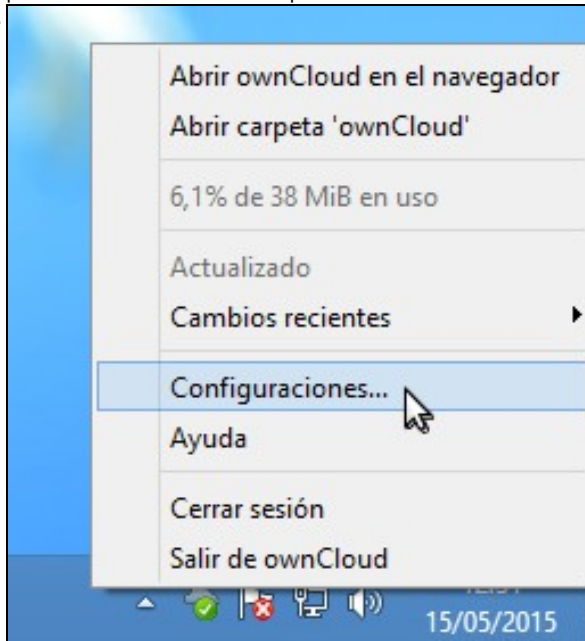 Abrir ownCloud en el navegador
Abrir carpeta 'ownCloud'
6,1% de 38 MiB en uso
Actualizado
Cambios recientes
Configuraciones...
Ayuda
Cerrar sesión
Salir de ownCloud
15/05/2015